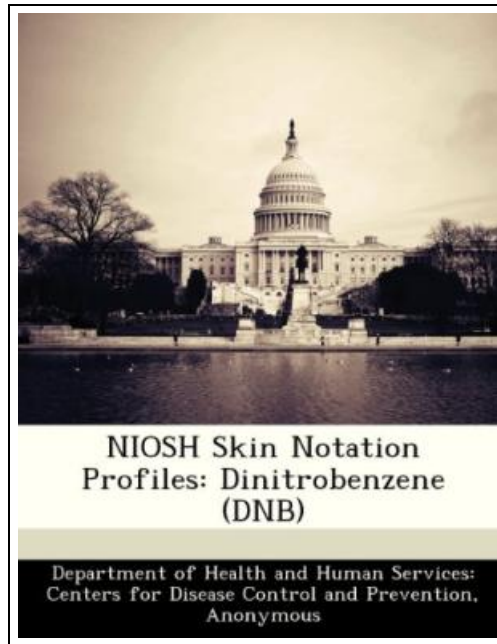 NIOSH Skin Notation
Profiles: Dinitrobenzene
(DNB)
Department of Health and Human Services:
Centers for Disease Control and Prevention,
Anonymous